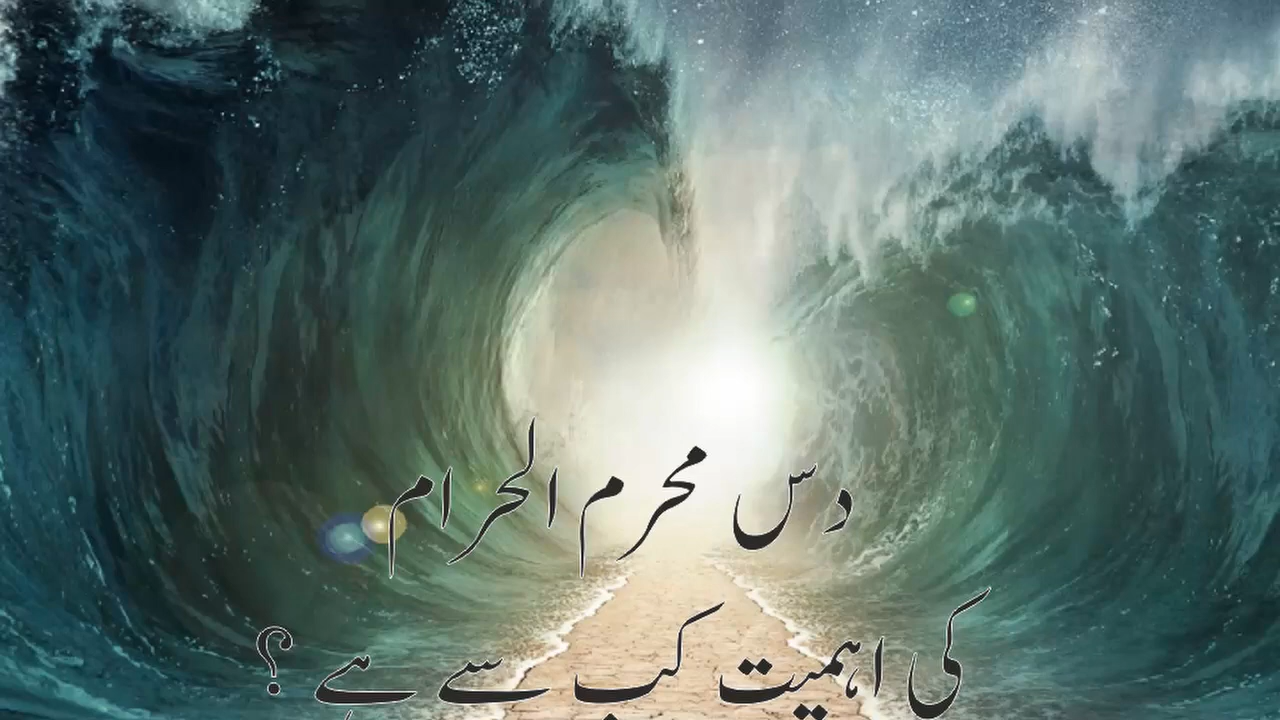 دس محرم الحرام
کی اہمیت کب سے ہے ؟